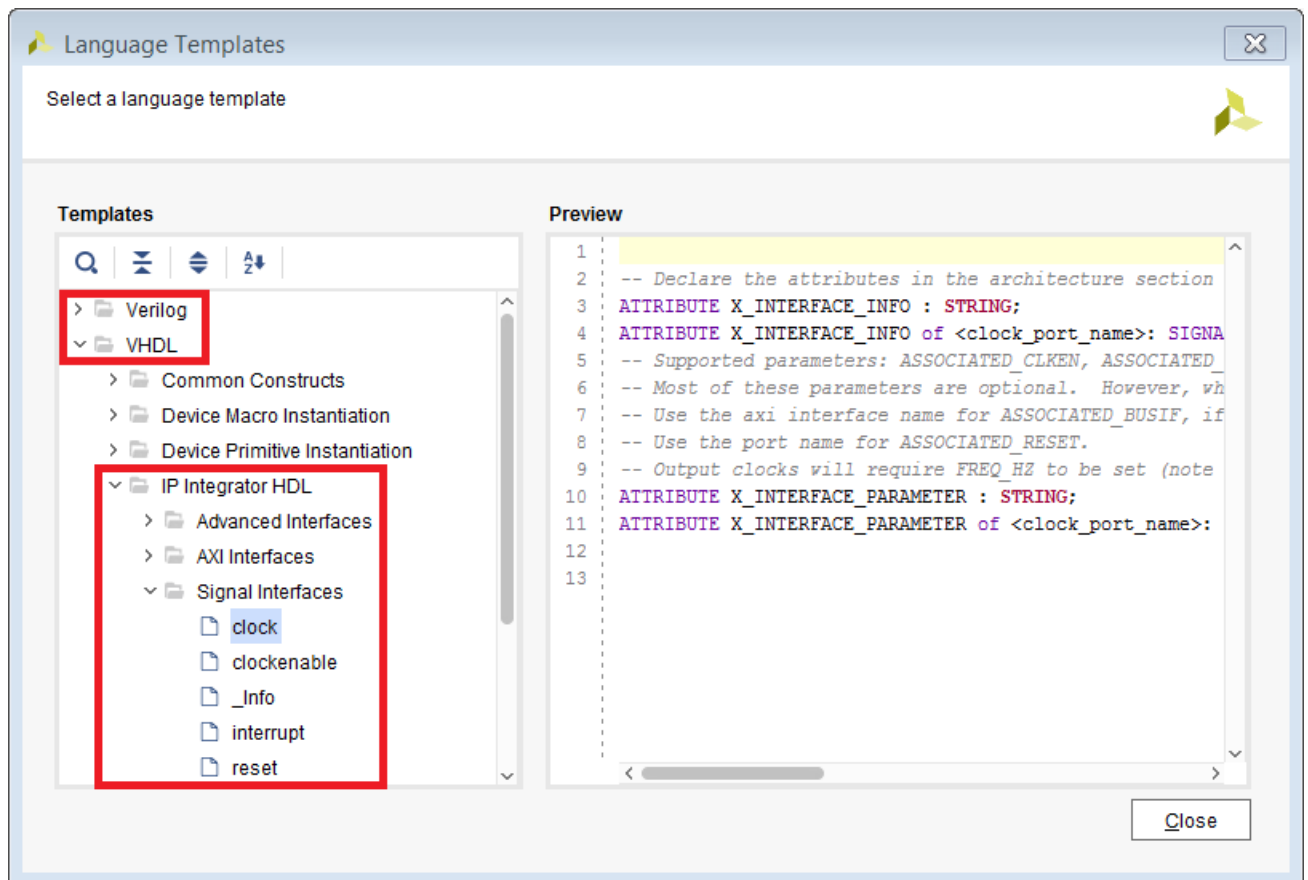 Language Templates
Select a language template
Templates
Preview
A
Z
Verilog
VHDL
Common Constructs
Device Macro Instantiation
Device Primitive Instantiation
IP Integrator HDL
Advanced Interfaces
AXI Interfaces
Signal Interfaces
clock
clockenable
_Info
interrupt
reset
1
2 -- Declare the attributes in the architecture section
3 ATTRIBUTE X_INTERFACE_INFO : STRING;
4 ATTRIBUTE X_INTERFACE_INFO of <clock_port_name>: SIGNA
5 -- Supported parameters: ASSOCIATED_CLKEN, ASSOCIATED_
6 -- Most of these parameters are optional. However, wh
7 -- Use the axi interface name for ASSOCIATED_BUSIF, if
8 -- Use the port name for ASSOCIATED_RESET.
9 -- Output clocks will require FREQ_HZ to be set (note
10 ATTRIBUTE X_INTERFACE_PARAMETER : STRING;
11 ATTRIBUTE X_INTERFACE_PARAMETER of <clock_port_name>:
12
13
Close